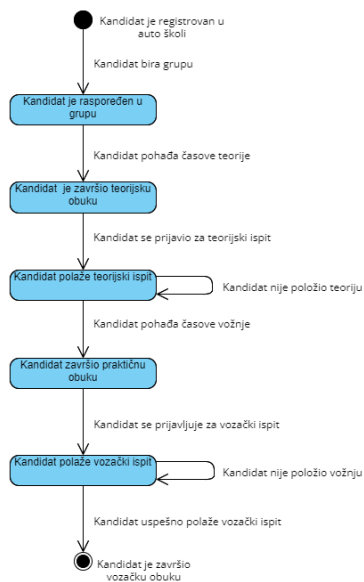 Kandidat je registrovan u
auto školi
Kandidat bira grupu
Kandidat je raspoređen u
grupu
Kandidat pohađa časove teorije
Kandidat  je završio teorijsku
obuku
Kandidat se prijavio za teorijski ispit
Kandidat polaže teorijski ispit
Kandidat nije položio teoriju
Kandidat pohađa časove vožnje
Kandidat završio praktičnu
obuku
Kandidat se prijavljuje za vozački ispit
Kandidat polaže vozački ispit
Kandidat nije položio vožnju
Kandidat uspešno polaže vozački ispit
Kandidat je završio
vozačku obuku